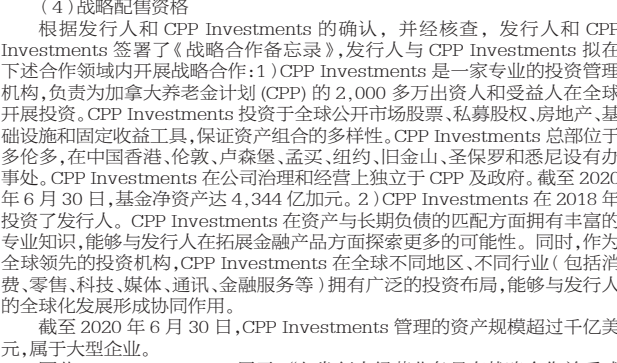 (4)战略配售资格
根据发行人和 CPP Investments 的确认，并经核查，发行人和 CPP
Investments 签署了《战略合作备忘录》,发行人与 CPP Investments 拟在
下述合作领域内开展战略合作:1)CPP Investments 是一家专业的投资管理
机构,负责为加拿大养老金计划 (CPP) 的 2,000 多万出资人和受益人在全球
开展投资。CPP Investments 投资于全球公开市场股票、私募股权、房地产、基
础设施和固定收益工具,保证资产组合的多样性。CPP Investments 总部位于
多伦多,在中国香港、伦敦、卢森堡、孟买、纽约、旧金山、圣保罗和悉尼设有办
事处。CPP Investments 在公司治理和经营上独立于 CPP 及政府。截至 2020
年 6 月 30 日,基金净资产达 4,344 亿加元。2)CPP Investments 在 2018 年
投资了发行人。CPP Investments 在资产与长期负债的匹配方面拥有丰富的
专业知识,能够与发行人在拓展金融产品方面探索更多的可能性。同时,作为
全球领先的投资机构,CPP Investments 在全球不同地区、不同行业(包括消
费、零售、科技、媒体、通讯、金融服务等)拥有广泛的投资布局,能够与发行人
的全球化发展形成协同作用。
截至 2020 年 6 月 30 日,CPP Investments 管理的资产规模超过千亿美
元,属于大型企业。